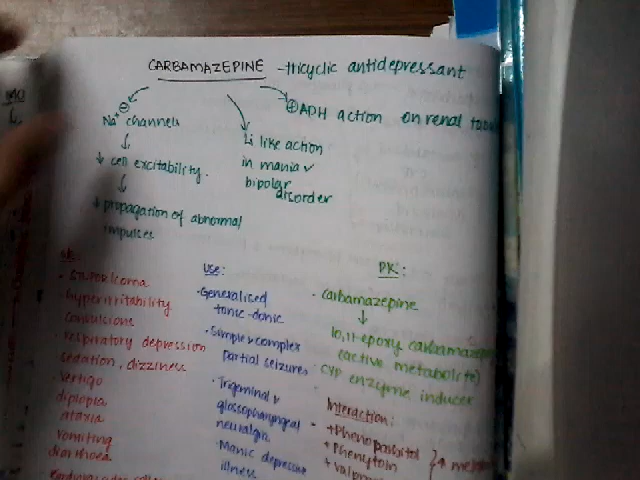 CARBAMAZEPINE - tricyclic antidepressant
⊖
Na⁺ channels
↓
↓ cell excitability.
↓
↓ propagation of abnormal
impulses
Li like action
in mania &
bipolar
disorder
⊕ ADH action on renal
S/E:
hyperirritability
convulsions
respiratory depression
sedation, dizziness
• Vertigo
diplopia
ataxia
vomiting
diarrhoea
Use:
• Generalised
tonic-clonic
• Simple & complex
partial seizures
• Trigeminal &
glossopharyngeal
neuralgia
• Manic depressive
illness
PK:
• carbamazepine
↓
10,11-epoxy carbamazep
(active metabolite)
• CYP enzyme inducer
Interaction:
• +Phenobarbital
+ Phenytoin
+ valpr
} ↑ me